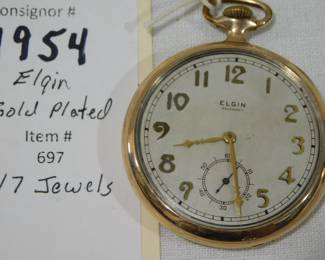 onsignor #
1954
Elgin
Gold Plated
Item #
697
17 Jewels
ELGIN
12
1
2
3
4
5
7
8
9
10
11
60